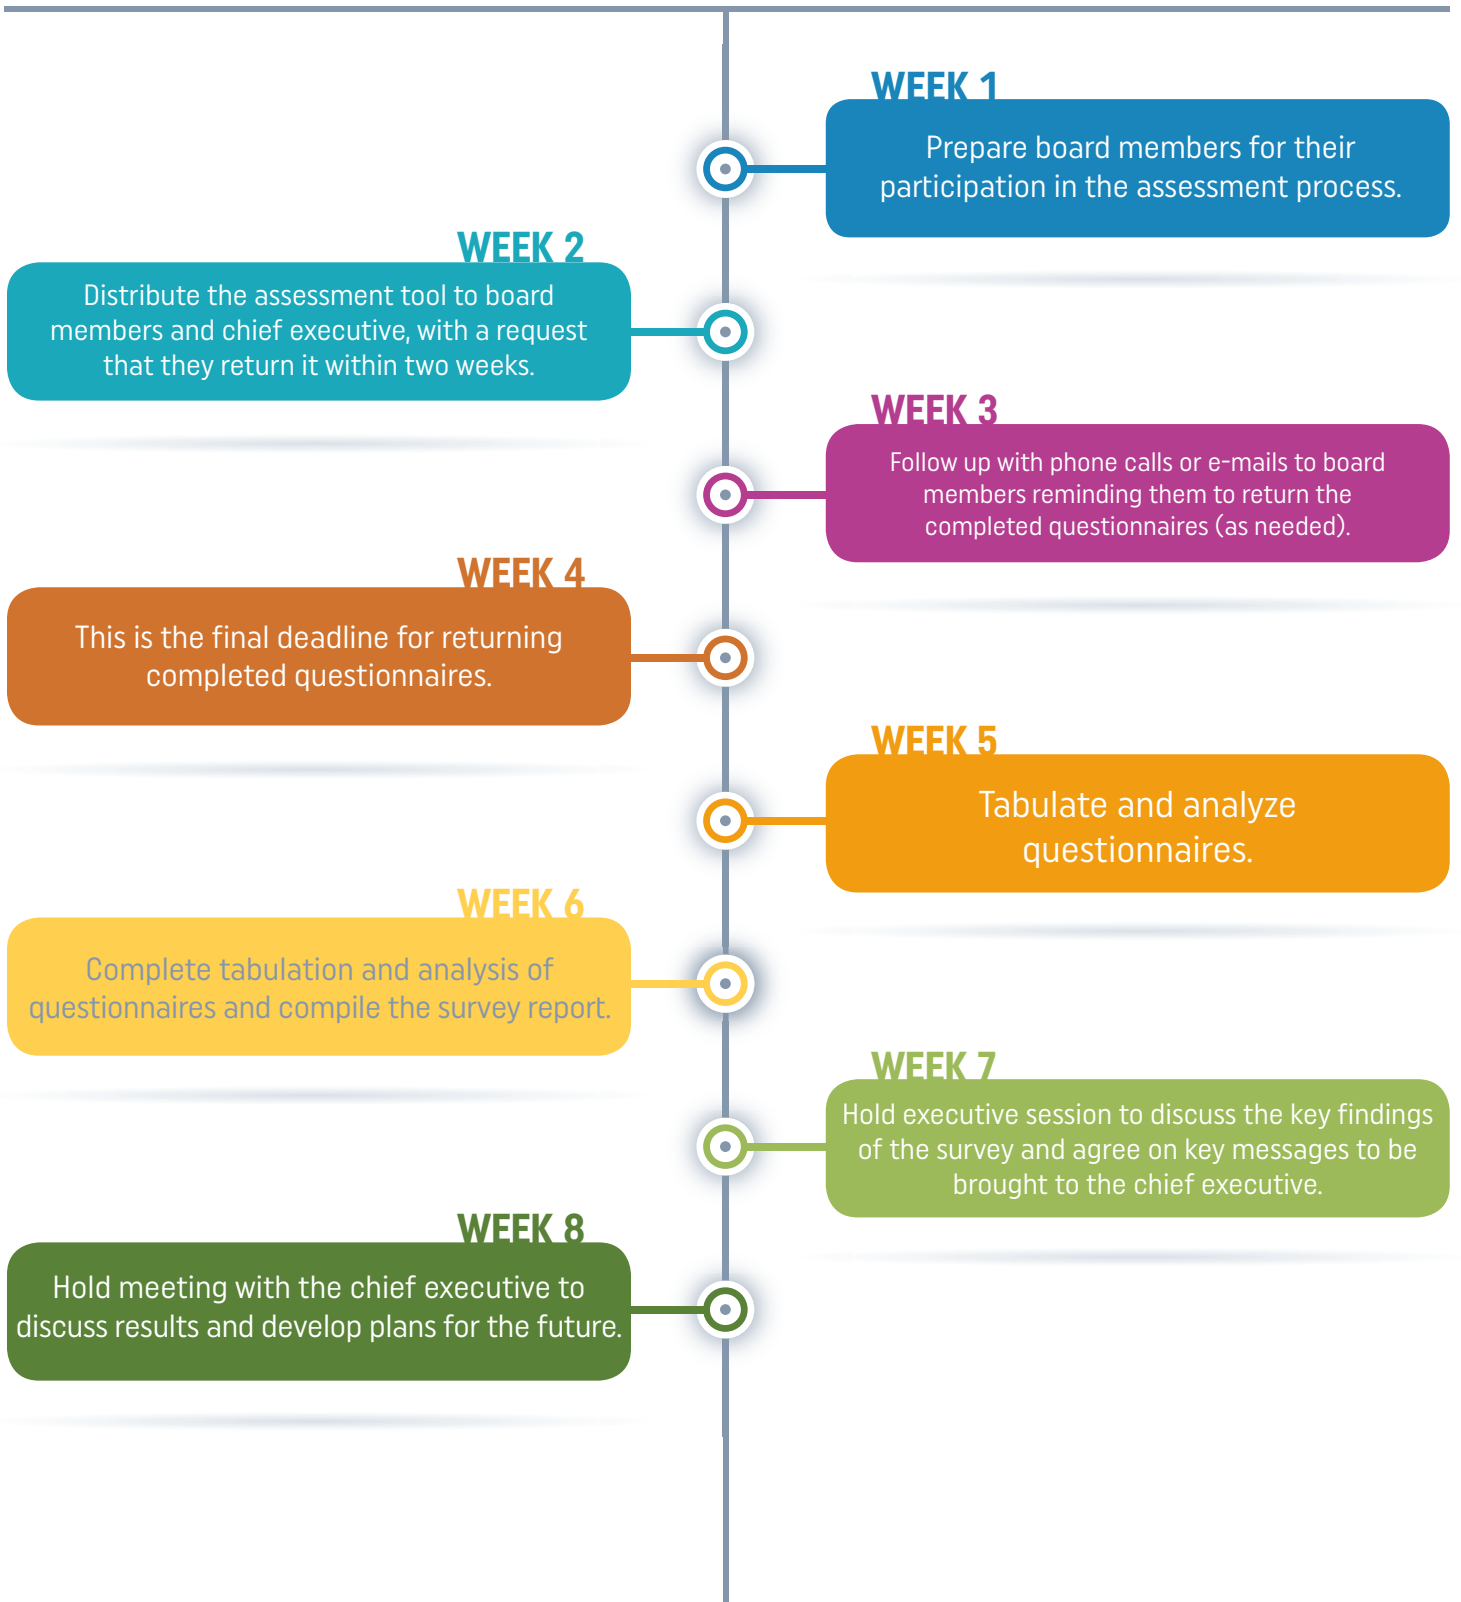 WEEK 1
Prepare board members for their
participation in the assessment process.
WEEK 2
Distribute the assessment tool to board
members and chief executive, with a request
that they return it within two weeks.
WEEK 3
Follow up with phone calls or e-mails to board
members reminding them to return the
completed questionnaires (as needed).
WEEK 4
This is the final deadline for returning
completed questionnaires.
WEEK 5
Tabulate and analyze
questionnaires.
WEEK 6
Complete tabulation and analysis of
questionnaires and compile the survey report.
WEEK 7
Hold executive session to discuss the key findings
of the survey and agree on key messages to be
brought to the chief executive.
WEEK 8
Hold meeting with the chief executive to
discuss results and develop plans for the future.